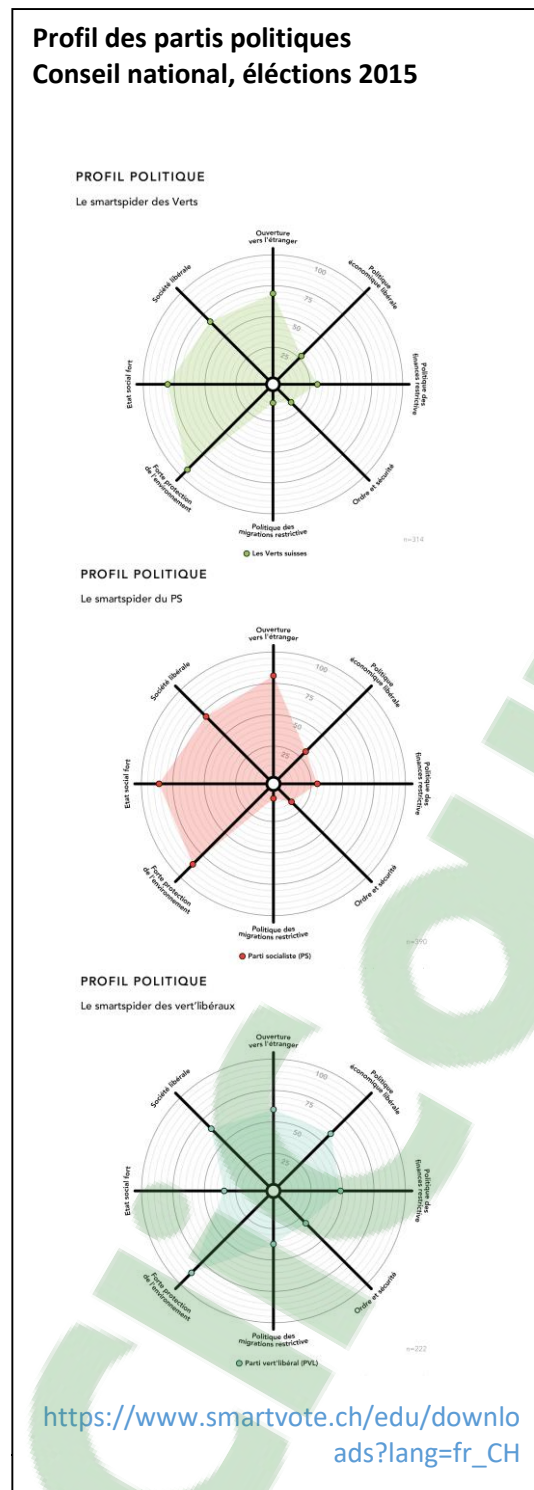 Profil des partis politiques
Conseil national, éléctions 2015
PROFIL POLITIQUE
Le smartspider des Verts
Ouverture
vers l'étranger
Politique
économique libérale
Politique des
finances restrictive
Ordre et sécurité
Politique des
migrations restrictive
Forte protection
de l'environnement
Etat social fort
Société libérale
100
75
50
25
n=314
Les Verts suisses
PROFIL POLITIQUE
Le smartspider du PS
Ouverture
vers l'étranger
Politique
économique libérale
Politique des
finances restrictive
Ordre et sécurité
Politique des
migrations restrictive
Forte protection
de l'environnement
Etat social fort
Société libérale
100
75
50
25
n=390
Parti socialiste (PS)
PROFIL POLITIQUE
Le smartspider des vert'libéraux
Ouverture
vers l'étranger
Politique
économique libérale
Politique des
finances restrictive
Ordre et sécurité
Politique des
migrations restrictive
Forte protection
de l'environnement
Etat social fort
Société libérale
100
75
50
25
n=222
Parti vert'libéral (PVL)
https://www.smartvote.ch/edu/downlo
ads?lang=fr_CH